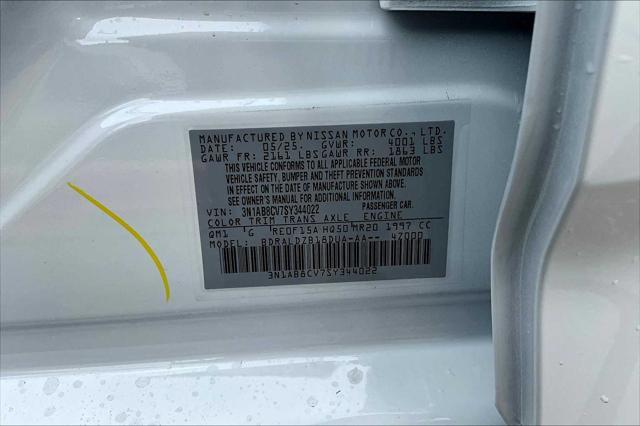 MANUFACTURED BY NISSAN MOTOR CO., LTD.
DATE: 05/25. GVWR: 4001 LBS
GAWR FR: 2161 LBS GAWR RR: 1863 LBS
THIS VEHICLE CONFORMS TO ALL APPLICABLE FEDERAL MOTOR
VEHICLE SAFETY, BUMPER, AND THEFT PREVENTION STANDARDS
IN EFFECT ON THE DATE OF MANUFACTURE SHOWN ABOVE.
SEE OWNER'S MANUAL
VIN: 3N1AB8CV7SY344022 PASSENGER CAR.
COLOR TRIM TRANS AXLE ENGINE
QM1 G RE0F15A HQ50 MR20 1997 CC
MODEL: BDRALDZB18DUA-AA-- 47000
3N1AB8CV7SY344022